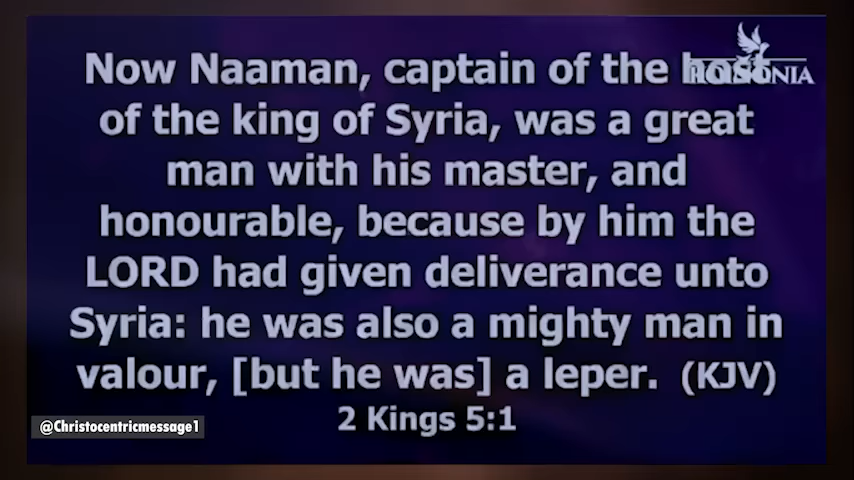 Now Naaman, captain of the host
of the king of Syria, was a great
man with his master, and
honourable, because by him the
LORD had given deliverance unto
Syria: he was also a mighty man in
valour, [but he was] a leper. (KJV)
2 Kings 5:1
@Christocentricmessage1